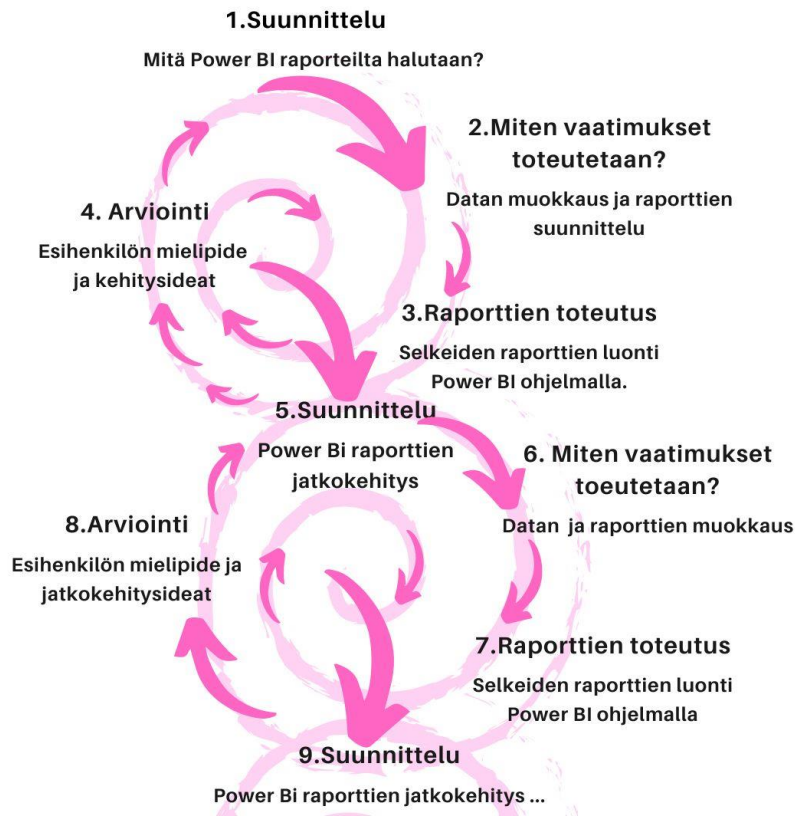 1.Suunnittelu
Mitä Power BI raporteilta halutaan?
2.Miten vaatimukset
toteutetaan?
Datan muokkaus ja raporttien
suunnittelu
4. Arviointi
Esihenkilön mielipide
ja kehitysideat
3.Raporttien toteutus
Selkeiden raporttien luonti
Power BI ohjelmalla.
5.Suunnittelu
Power Bi raporttien
jatkokehitys
6. Miten vaatimukset
toeutetaan?
Datan ja raporttien muokkaus
8.Arviointi
Esihenkilön mielipide ja
jatkokehitysideat
7.Raporttien toteutus
Selkeiden raporttien luonti
Power BI ohjelmalla
9.Suunnittelu
Power Bi raporttien jatkokehitys ...